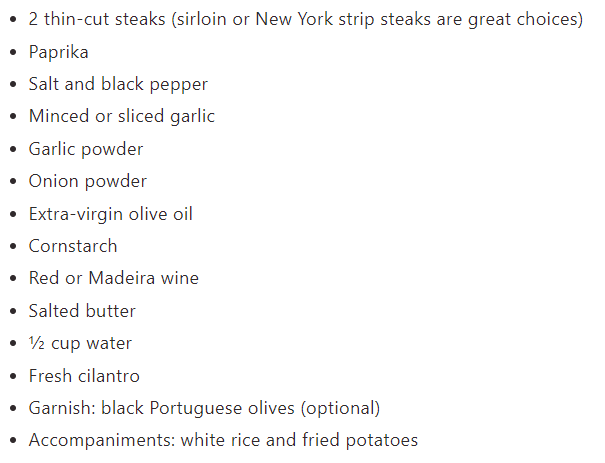 • 2 thin-cut steaks (sirloin or New York strip steaks are great choices)
• Paprika
• Salt and black pepper
• Minced or sliced garlic
• Garlic powder
• Onion powder
• Extra-virgin olive oil
• Cornstarch
• Red or Madeira wine
• Salted butter
• ½ cup water
• Fresh cilantro
• Garnish: black Portuguese olives (optional)
• Accompaniments: white rice and fried potatoes